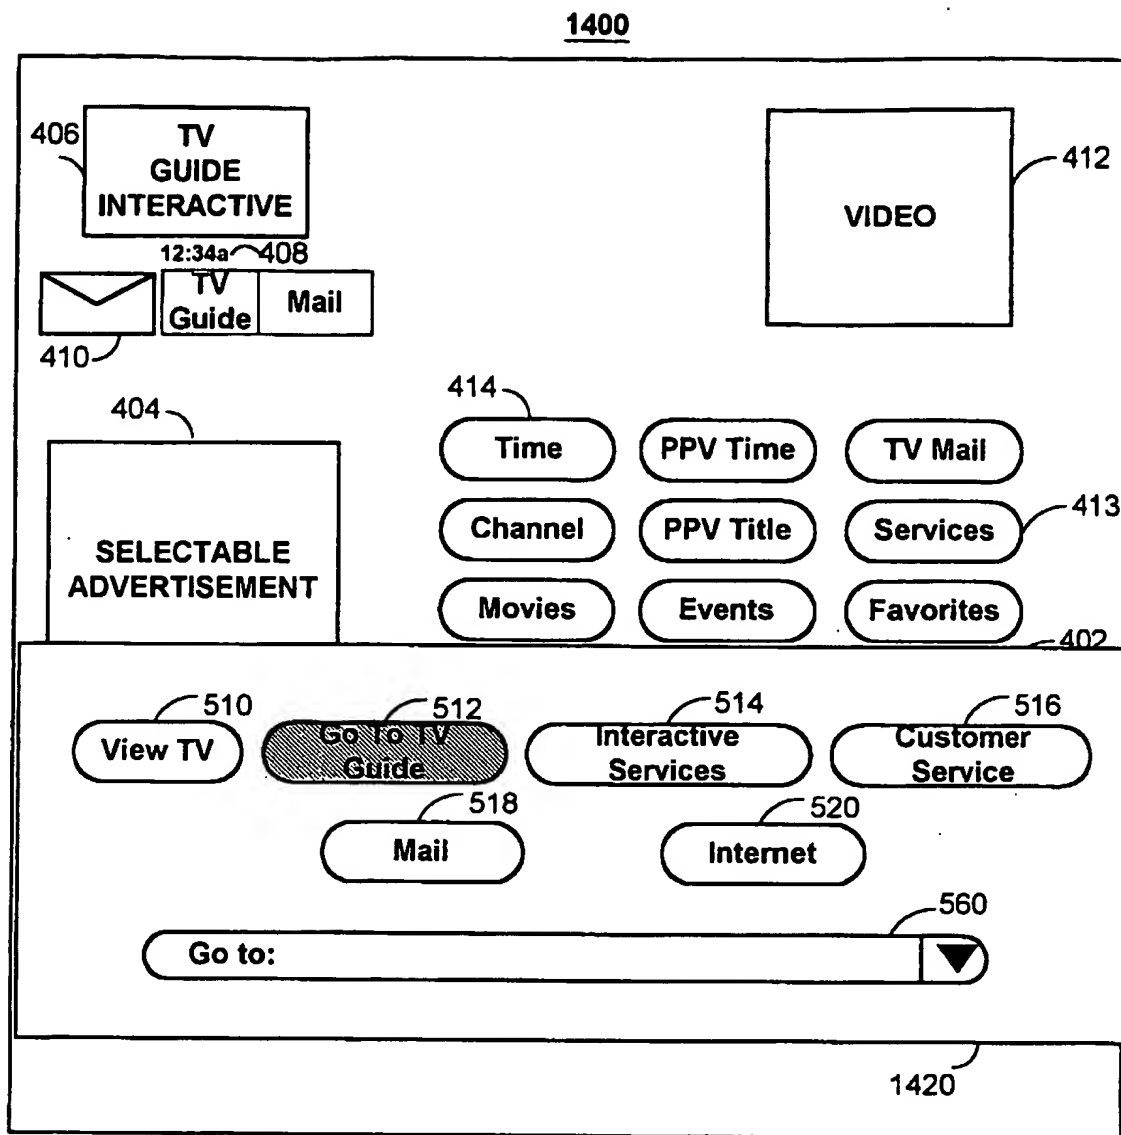 1400
406
TV
GUIDE
INTERACTIVE
412
VIDEO
12:34a
408
TV
Guide
Mail
410
414
404
Time
PPV Time
TV Mail
413
Channel
PPV Title
Services
SELECTABLE
ADVERTISEMENT
Movies
Events
Favorites
402
510
512
514
516
View TV
Go To TV
Guide
Interactive
Services
Customer
Service
518
520
Mail
Internet
560
Go to:
1420